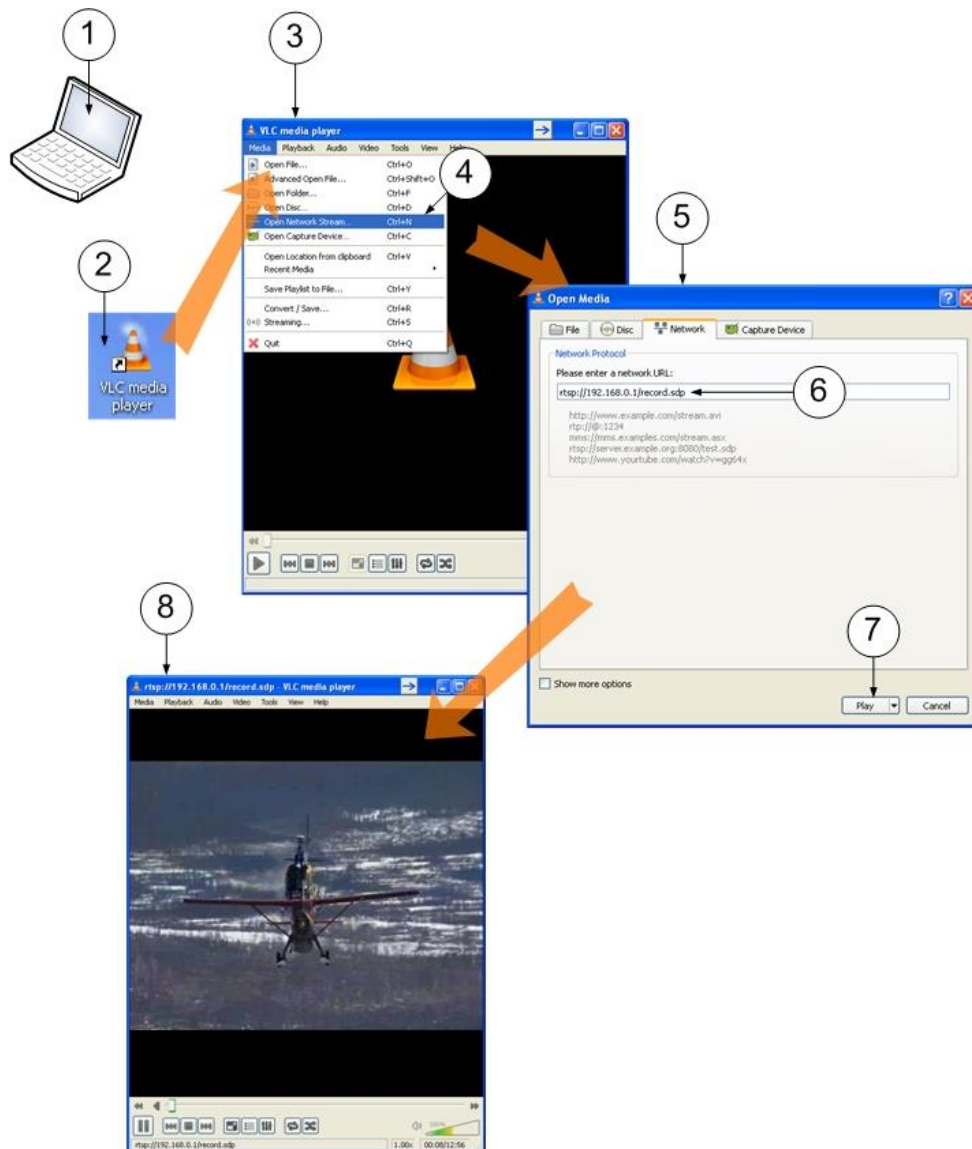 1
3
VLC media player
Media Playback Audio Video Tools View Help
Open File... Ctrl+O
Advanced Open File... Ctrl+Shift+O
Open Folder... Ctrl+F
Open Disc... Ctrl+D
Open Network Stream... Ctrl+N
Open Capture Device... Ctrl+C
Open Location from clipboard Ctrl+V
Recent Media
Save Playlist to File... Ctrl+Y
Convert / Save... Ctrl+R
Streaming... Ctrl+S
Quit Ctrl+Q
4
2
VLC media
player
5
Open Media
File Disc Network Capture Device
Network Protocol
Please enter a network URL:
rtsp://192.168.0.1/record.sdp
6
http://www.example.com/stream.avi
rtp://@:1234
mms://mms.examples.com/stream.asx
rtsp://server.example.org:8080/test.sdp
http://www.yourtube.com/watch?v=gg64x
7
Show more options
Play Cancel
8
rtsp://192.168.0.1/record.sdp - VLC media player
Media Playback Audio Video Tools View Help
100%
rtsp://192.168.0.1/record.sdp 1.00x 00:08/12:56